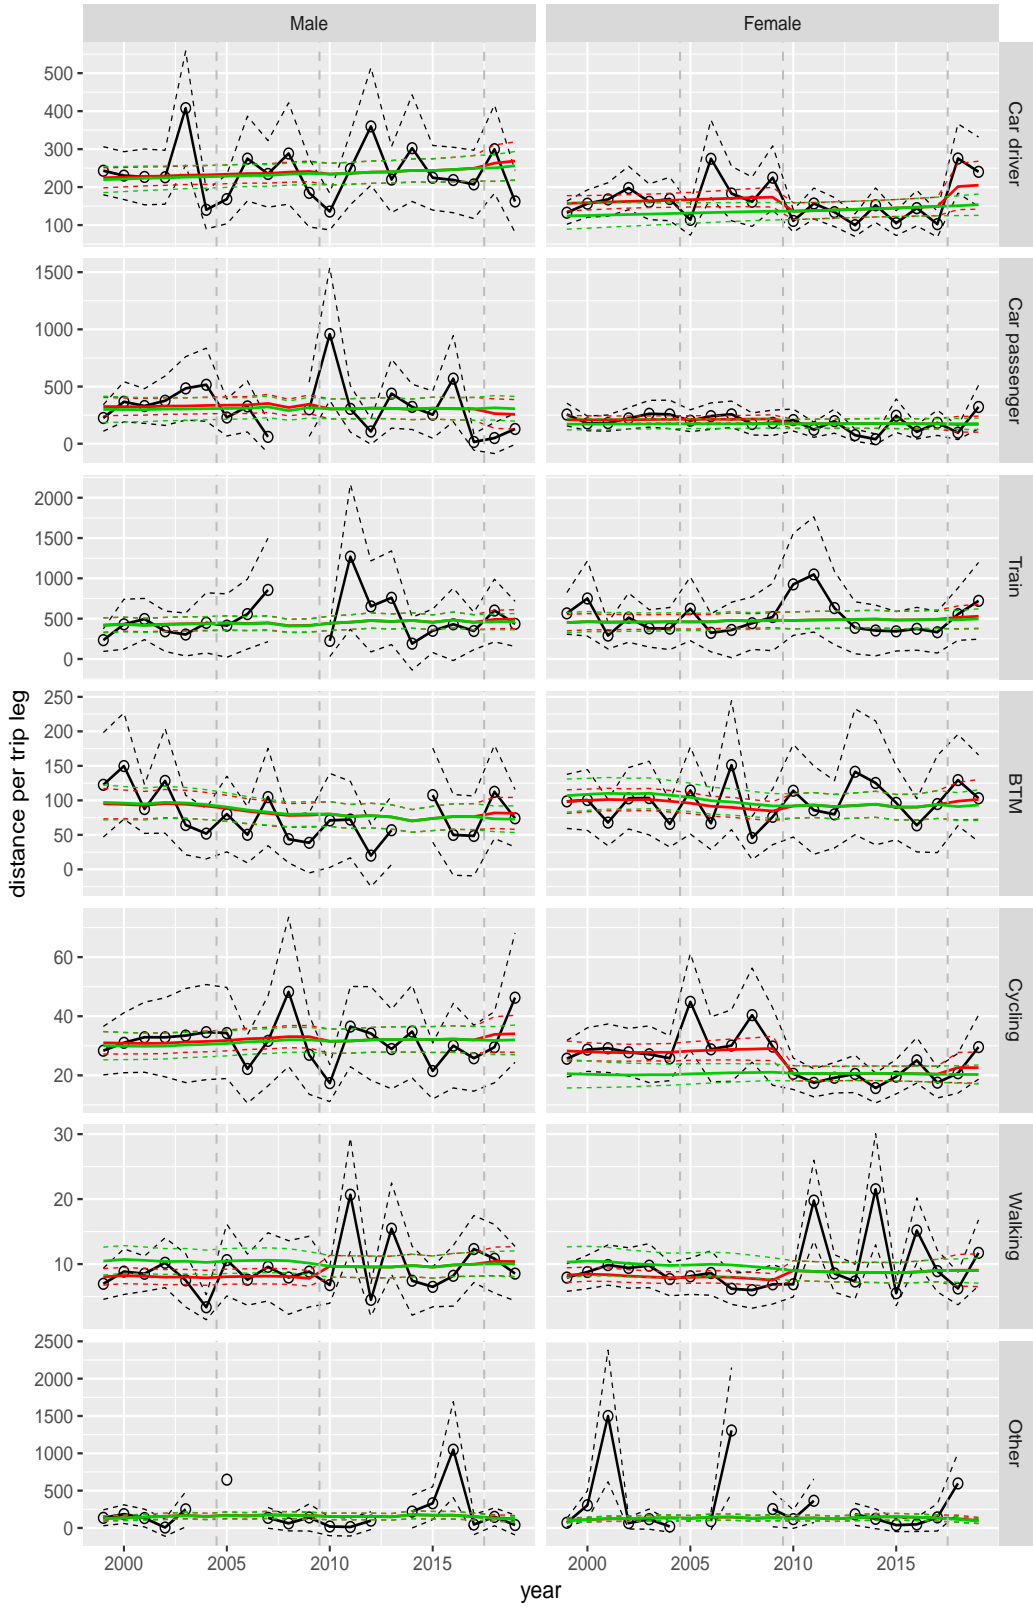 Male Female
500
400
300
200
100
Car driver
1500
1000
500
0
Car passenger
2000
1500
1000
500
0
Train
250
200
150
100
50
0
BTM
distance per trip leg
60
40
20
Cycling
30
20
10
Walking
2500
2000
1500
1000
500
0
Other
2000 2005 2010 2015 2000 2005 2010 2015
year